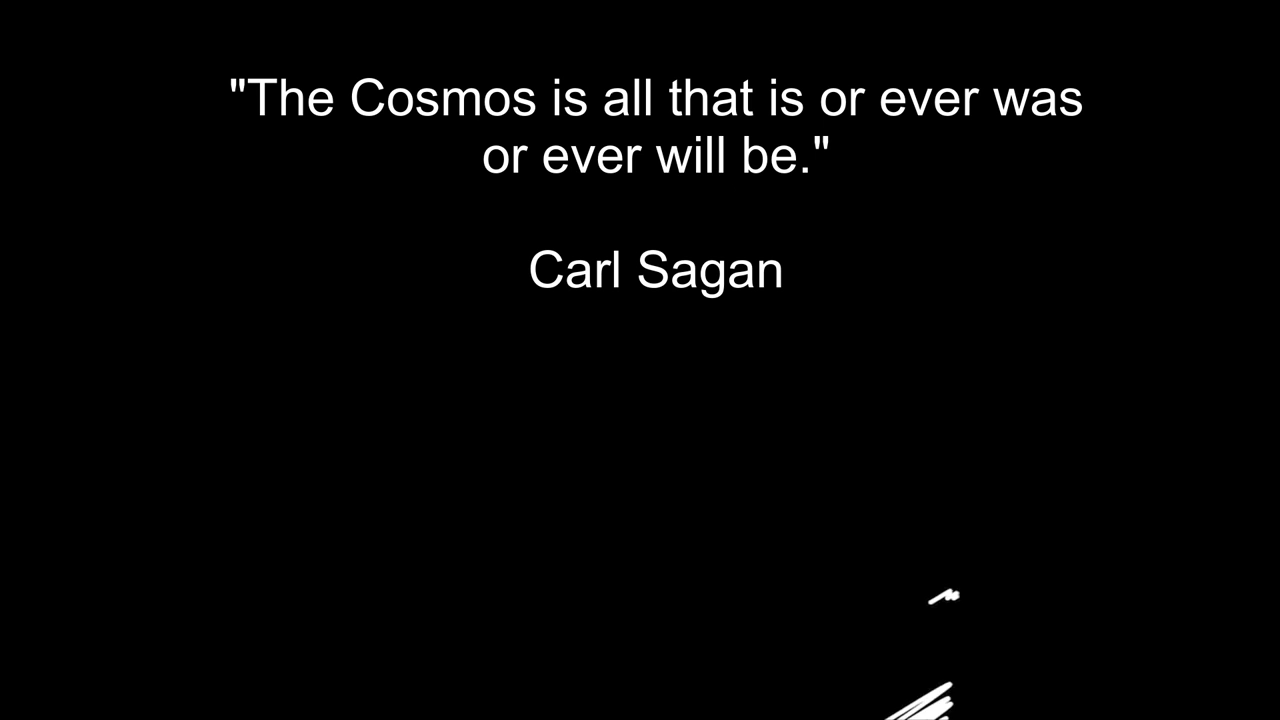 "The Cosmos is all that is or ever was
or ever will be."
Carl Sagan